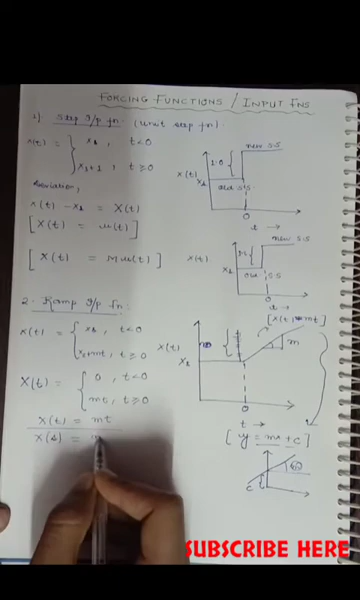 FORCING FUNCTIONS / INPUT FNS
1) Step I/p fn. (Unit step fn).
x(t) = { xs , t<0
xs+1 , t≥0
1.0
new S.S
x(t)
xs
old S.S
0
t →
deviation,
x(t) - xs = X(t)
[X(t) = u(t)]
[X(t) = Mu(t)]
new S.S
M
x(t)
xs
old S.S
0
t →
2. Ramp I/p fn:
x(t) = { xs, t<0
xs+mt, t≥0
X(t) = { 0 , t<0
mt, t≥0
[X(t) = mt]
m
x(t)
xs
0
t →
X(t) = mt
X(s) =
[y = mx + c]
c
SUBSCRIBE HERE